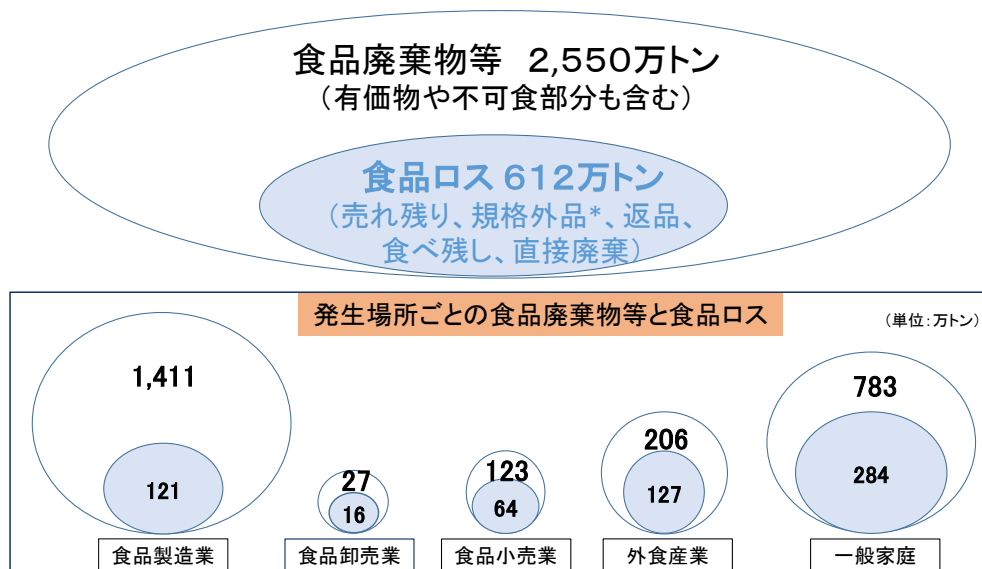 食品廃棄物等 2,550万トン
(有価物や不可食部分も含む)
食品ロス 612万トン
(売れ残り、規格外品*、返品、
食べ残し、直接廃棄)
発生場所ごとの食品廃棄物等と食品ロス
(単位:万トン)
1,411
121
食品製造業
27
16
食品卸売業
123
64
食品小売業
206
127
外食産業
783
284
一般家庭